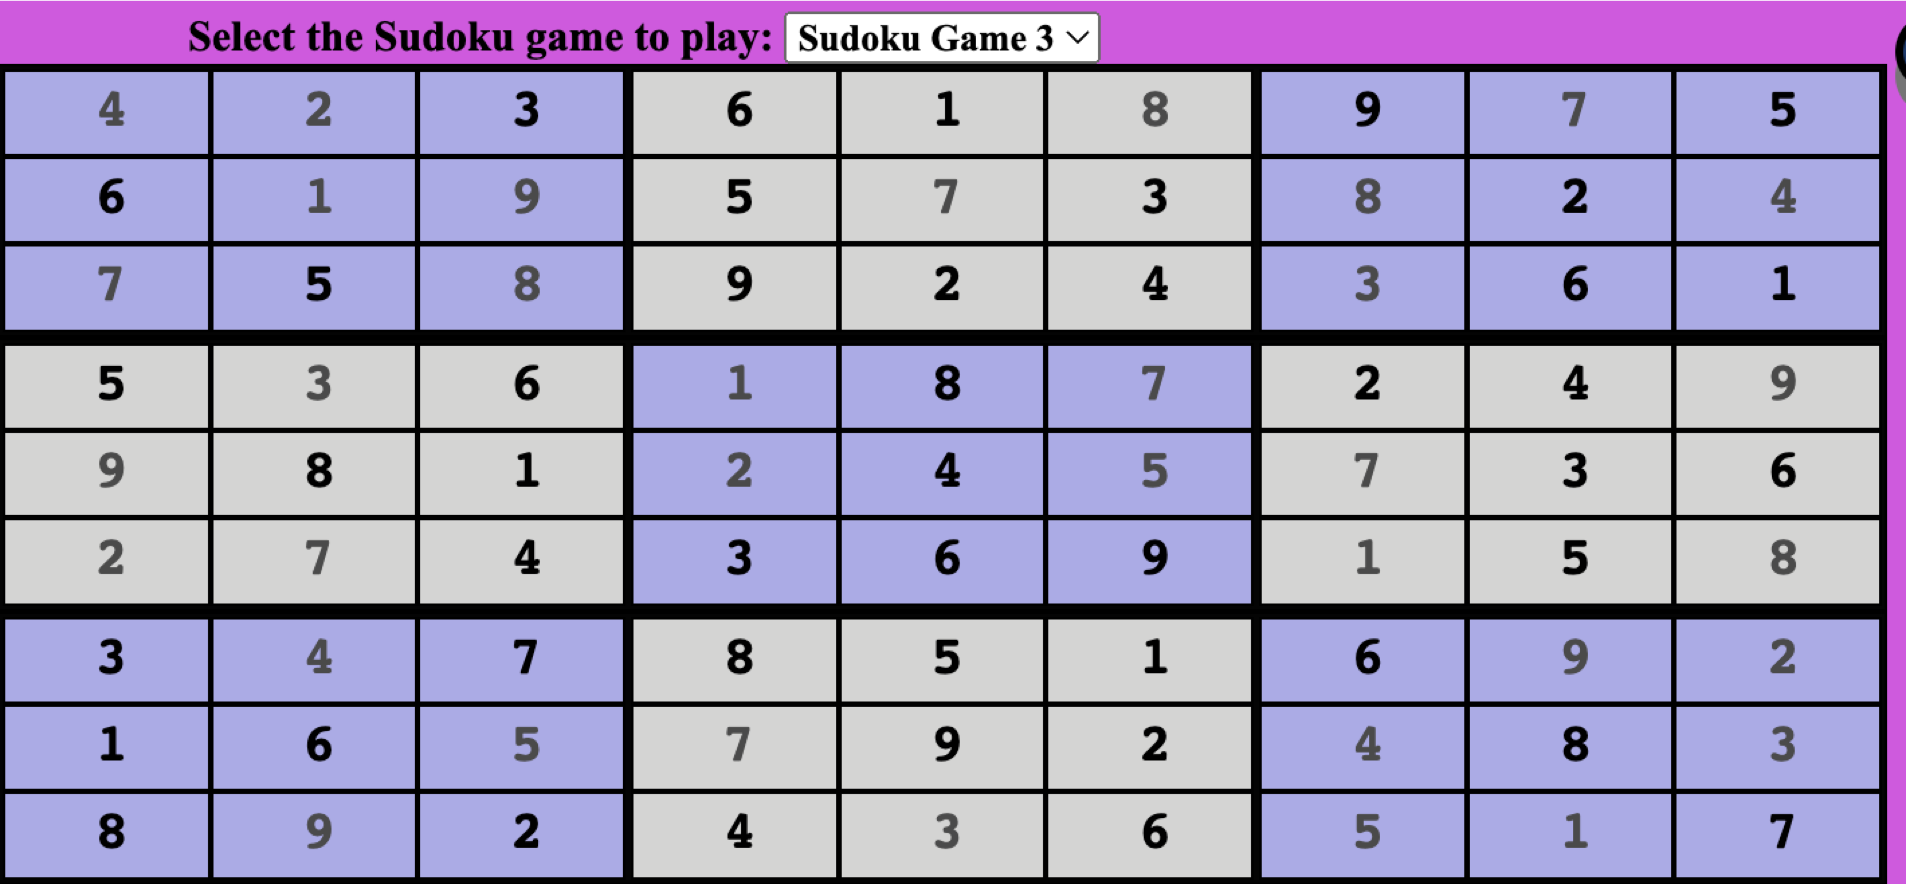 Select the Sudoku game to play: Sudoku Game 3
4 2 3 6 1 8 9 7 5
6 1 9 5 7 3 8 2 4
7 5 8 9 2 4 3 6 1
5 3 6 1 8 7 2 4 9
9 8 1 2 4 5 7 3 6
2 7 4 3 6 9 1 5 8
3 4 7 8 5 1 6 9 2
1 6 5 7 9 2 4 8 3
8 9 2 4 3 6 5 1 7